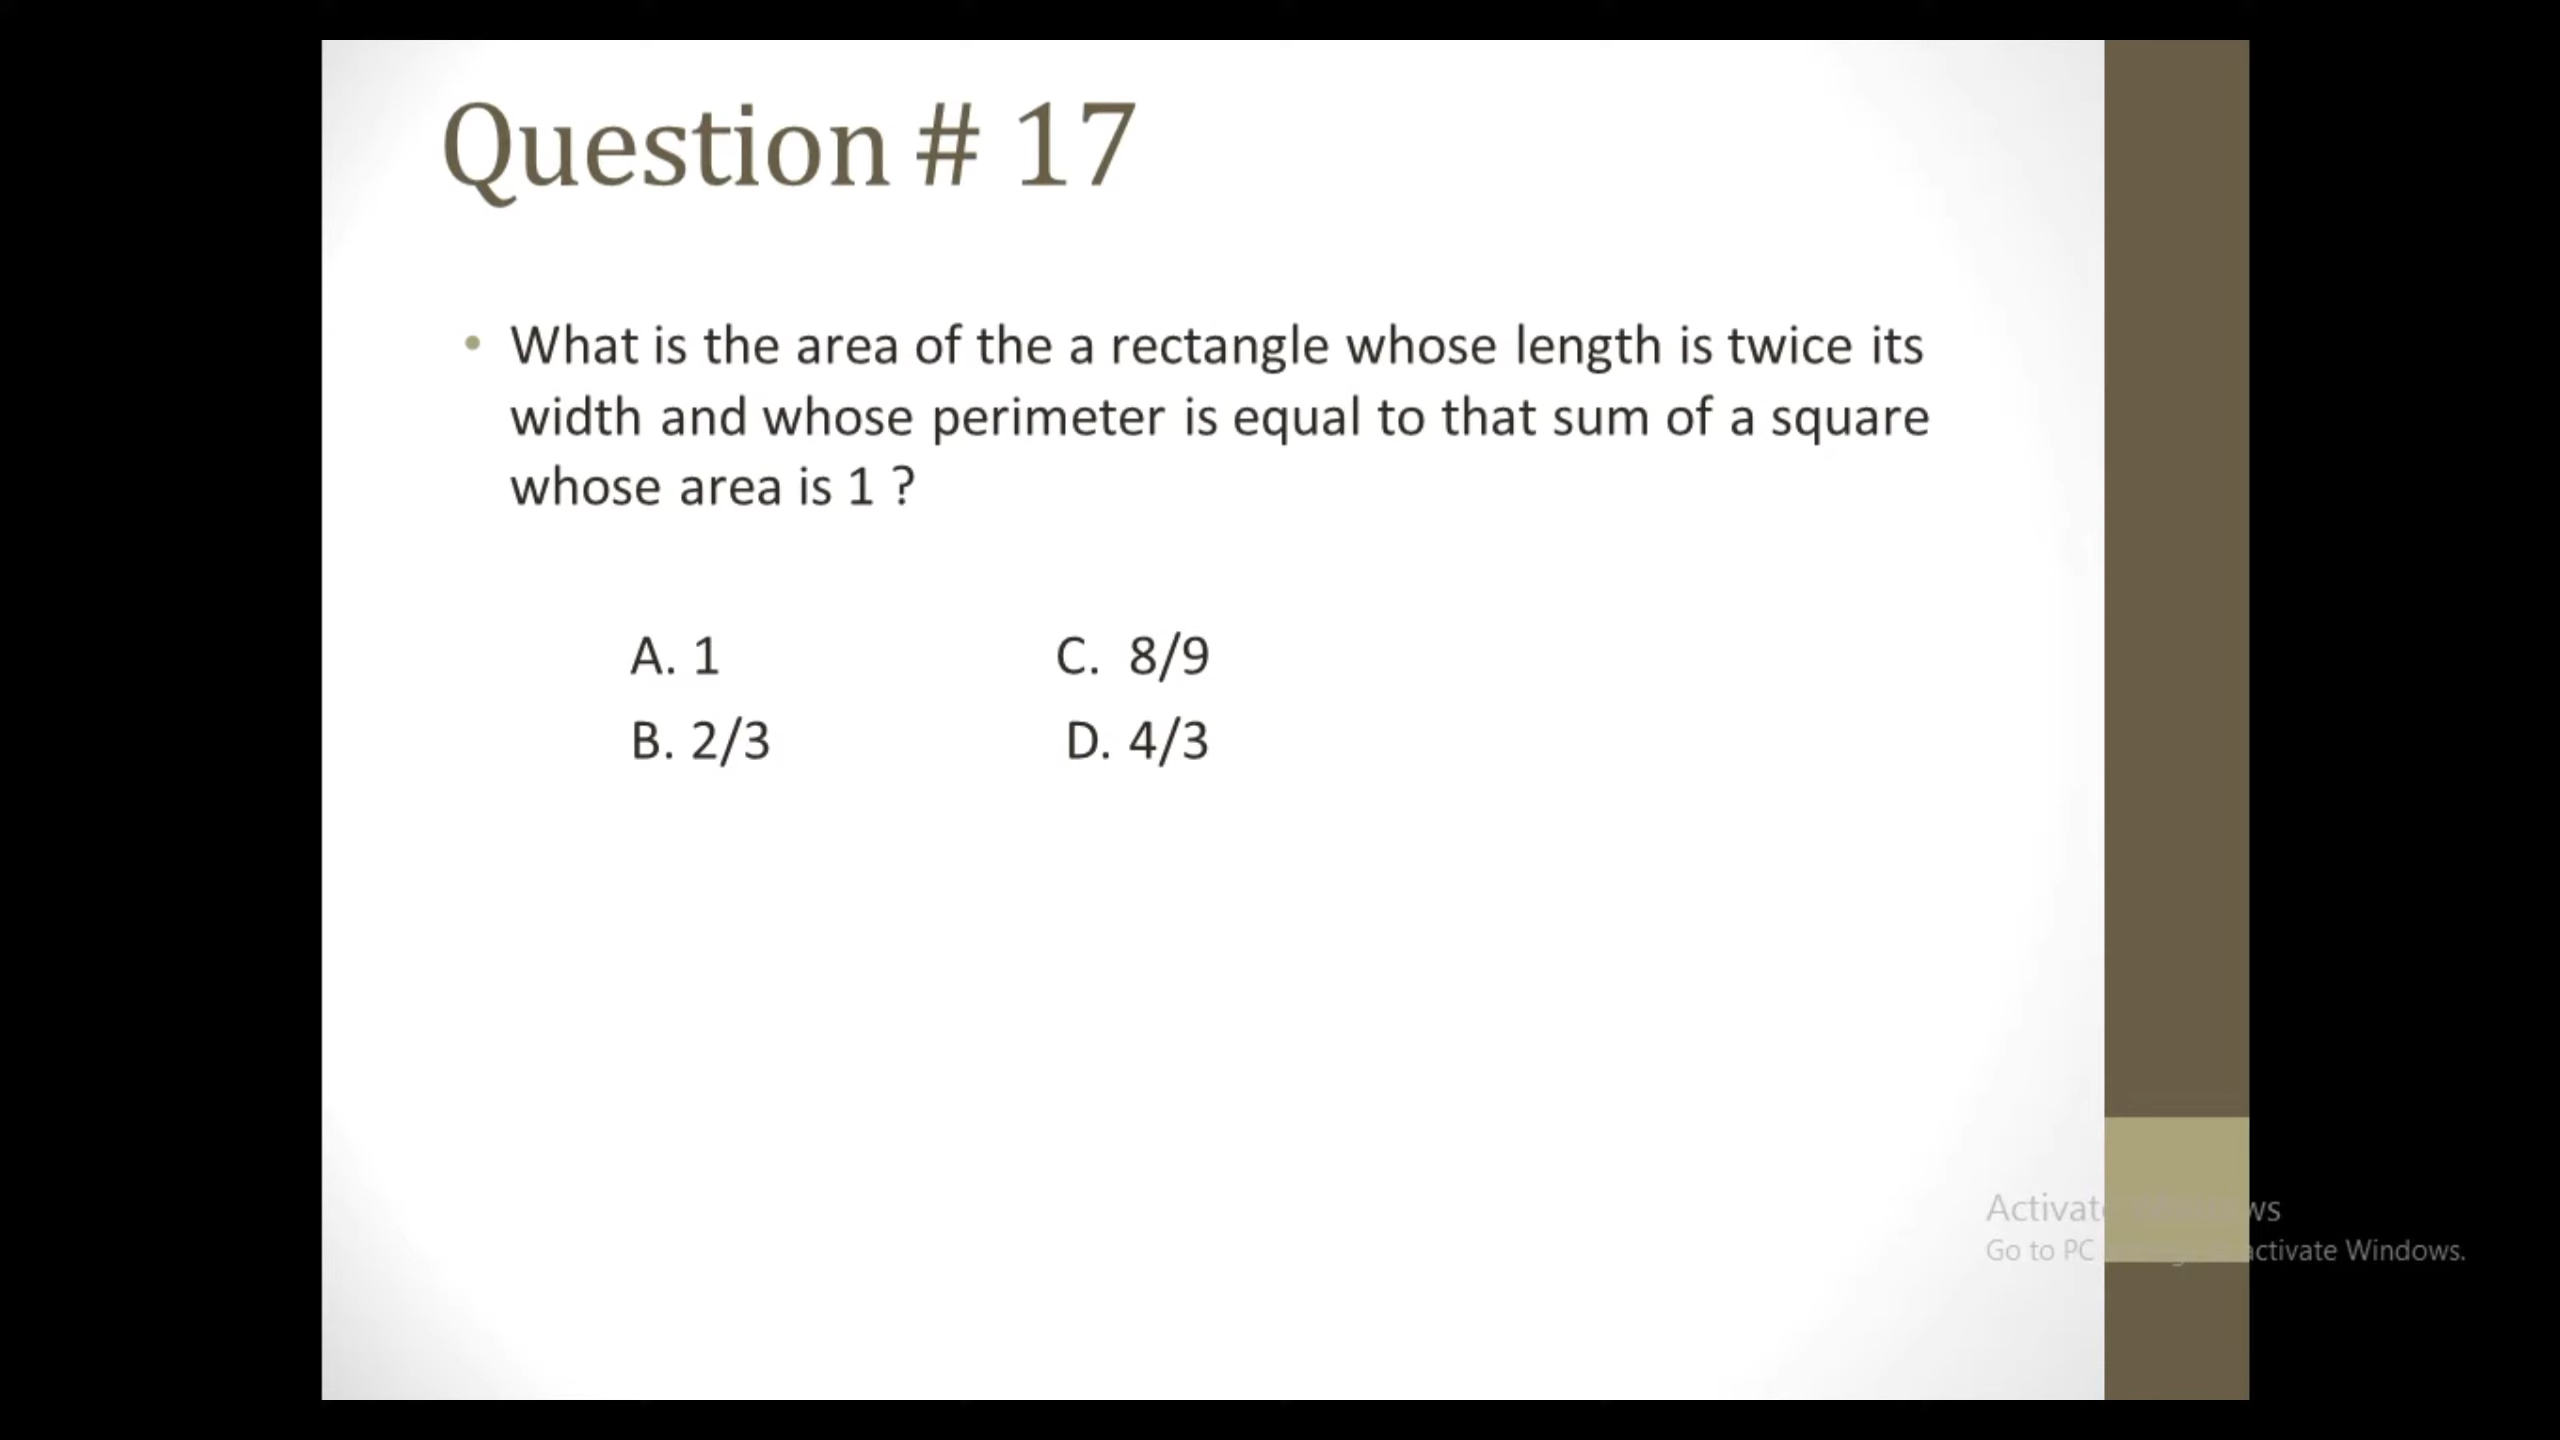 Question # 17
• What is the area of the a rectangle whose length is twice its
width and whose perimeter is equal to that sum of a square
whose area is 1 ?
A. 1 C. 8/9
B. 2/3 D. 4/3
Activate ws
Go to PC activate Windows.